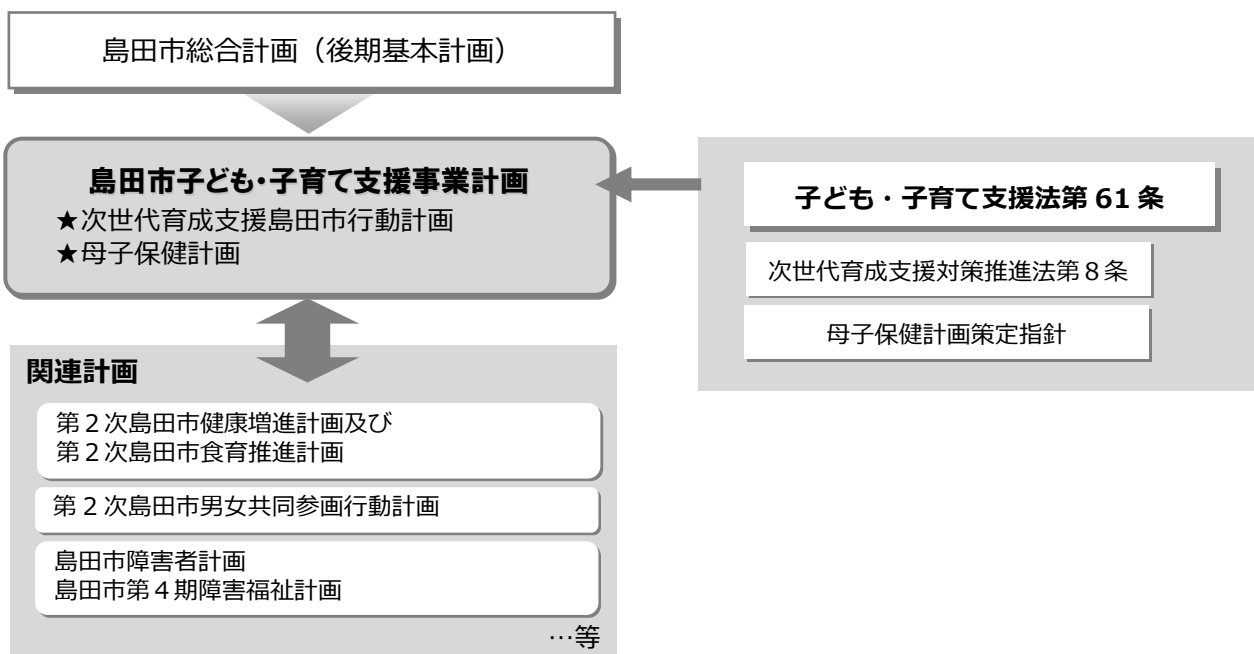 島田市総合計画（後期基本計画）
島田市子ども・子育て支援事業計画
★次世代育成支援島田市行動計画
★母子保健計画
子ども・子育て支援法第 61 条
次世代育成支援対策推進法第８条
母子保健計画策定指針
関連計画
第２次島田市健康増進計画及び
第２次島田市食育推進計画
第 2 次島田市男女共同参画行動計画
島田市障害者計画
島田市第４期障害福祉計画
…等